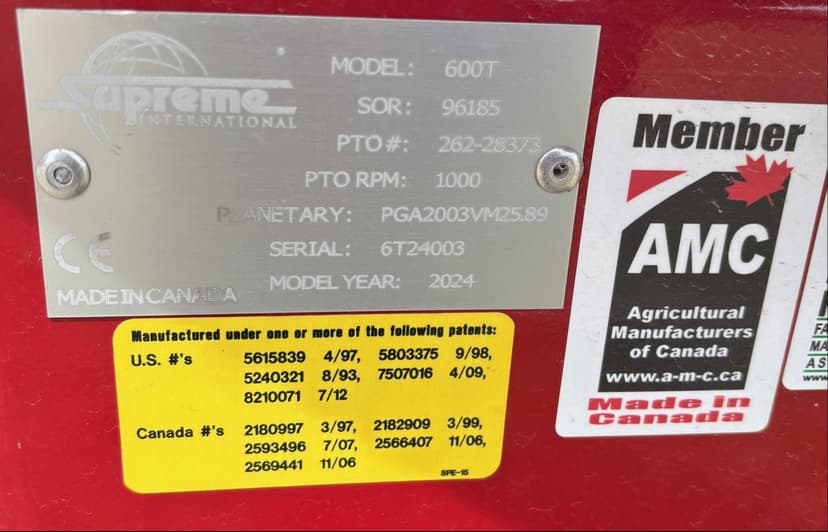 Supreme
INTERNATIONAL
MODEL: 600T
SOR: 96185
PTO #: 262-28373
PTO RPM: 1000
PLANETARY: PGA2003VM25.89
SERIAL: 6T24003
MODEL YEAR: 2024
CE
MADE IN CANADA
Manufactured under one or more of the following patents:
U.S. #'s 5615839 4/97, 5803375 9/98,
5240321 8/93, 7507016 4/09,
8210071 7/12
Canada #'s 2180997 3/97, 2182909 3/99,
2593496 7/07, 2566407 11/06,
2569441 11/06
SPE-15
Member
AMC
Agricultural
Manufacturers
of Canada
www.a-m-c.ca
Made in
Canada